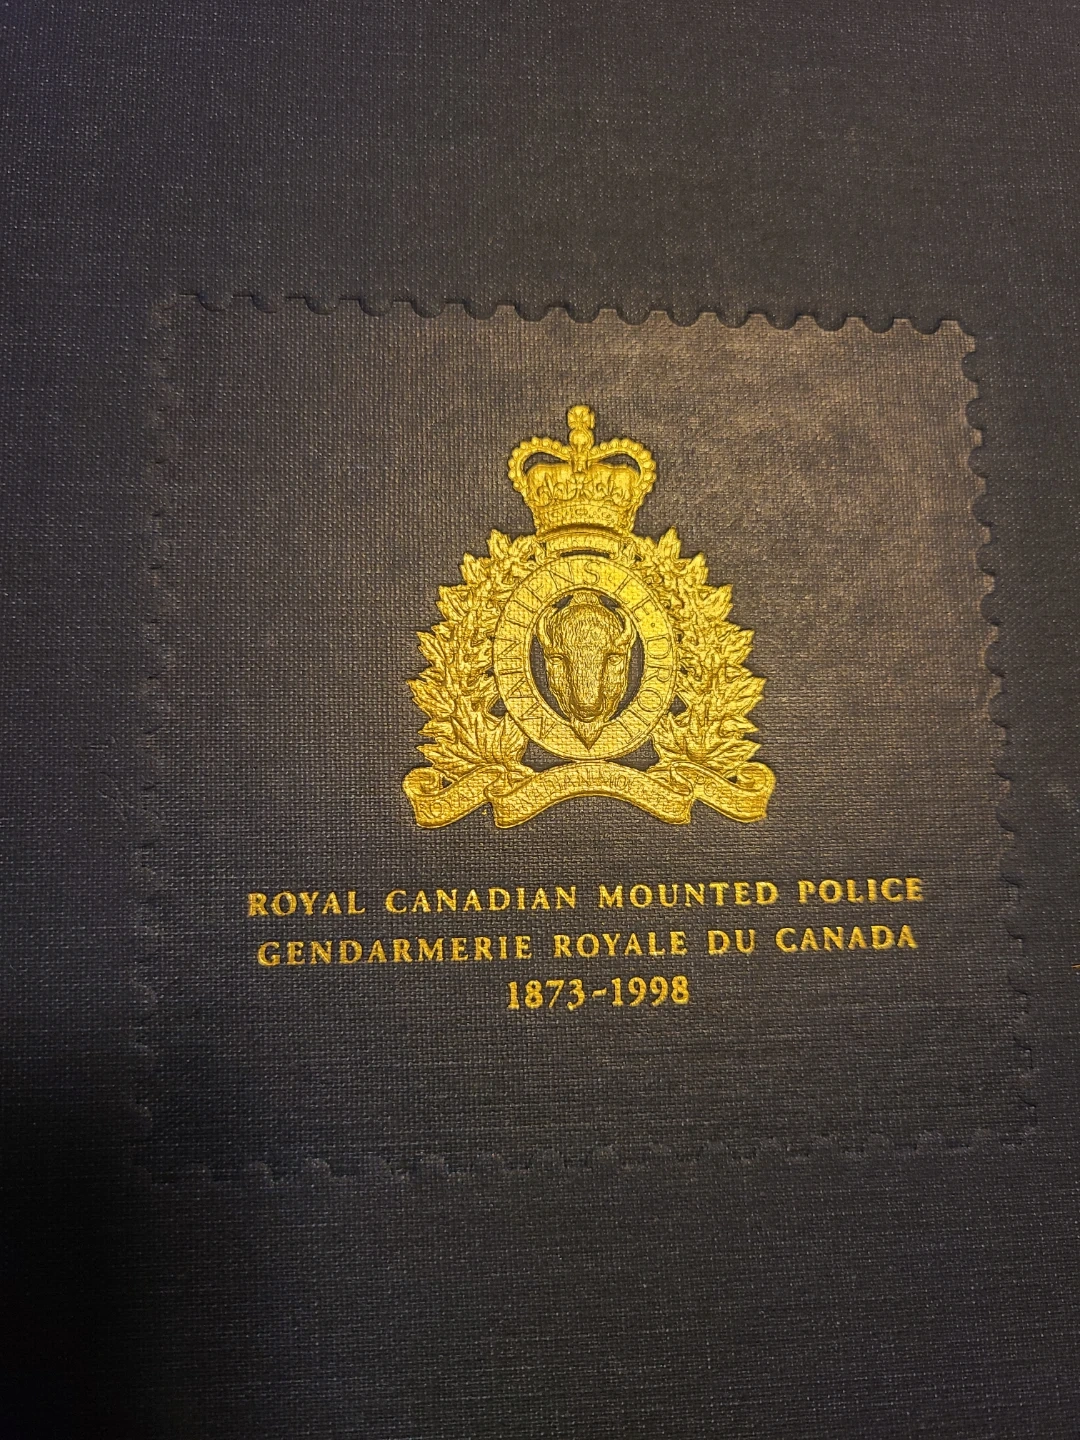 MAINTIENS LE DROIT
ROYAL CANADIAN MOUNTED POLICE
GENDARMERIE ROYALE DU CANADA
1873-1998